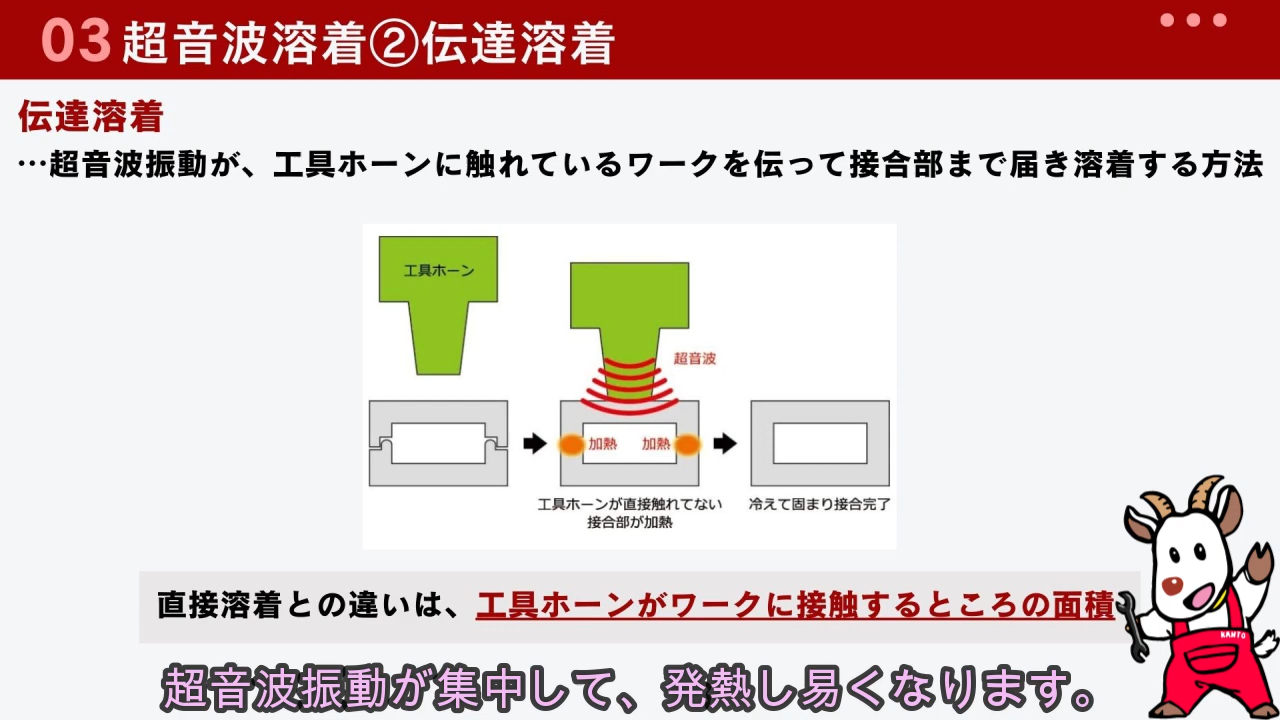 03 超音波溶着②伝達溶着
伝達溶着
…超音波振動が、工具ホーンに触れているワークを伝って接合部まで届き溶着する方法
工具ホーン
超音波
加熱 加熱
工具ホーンが直接触れてない
接合部が加熱
冷えて固まり接合完了
直接溶着との違いは、工具ホーンがワークに接触するところの面積
KANTO
超音波振動が集中して、発熱し易くなります。